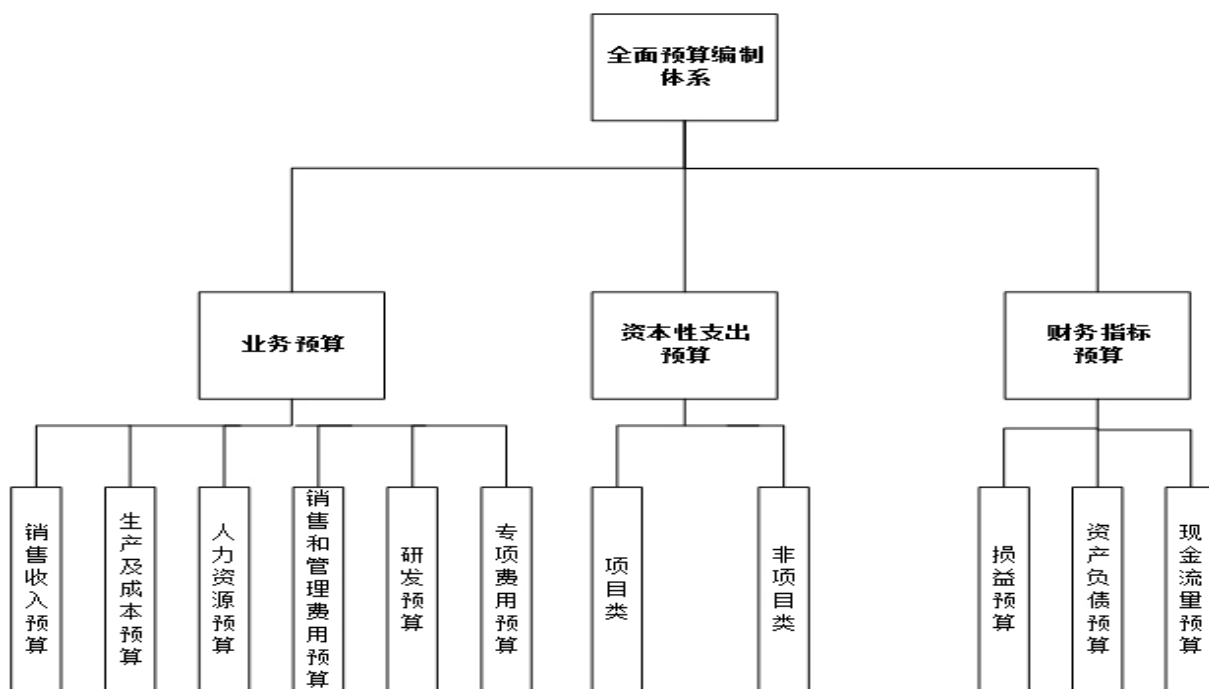 全面预算编制
体系
业务预算
资本性支出
预算
财务指标
预算
销售收入预算
生产及成本预算
人力资源预算
销售和管理费用预算
研发预算
专项费用预算
项目类
非项目类
损益预算
资产负债预算
现金流量预算